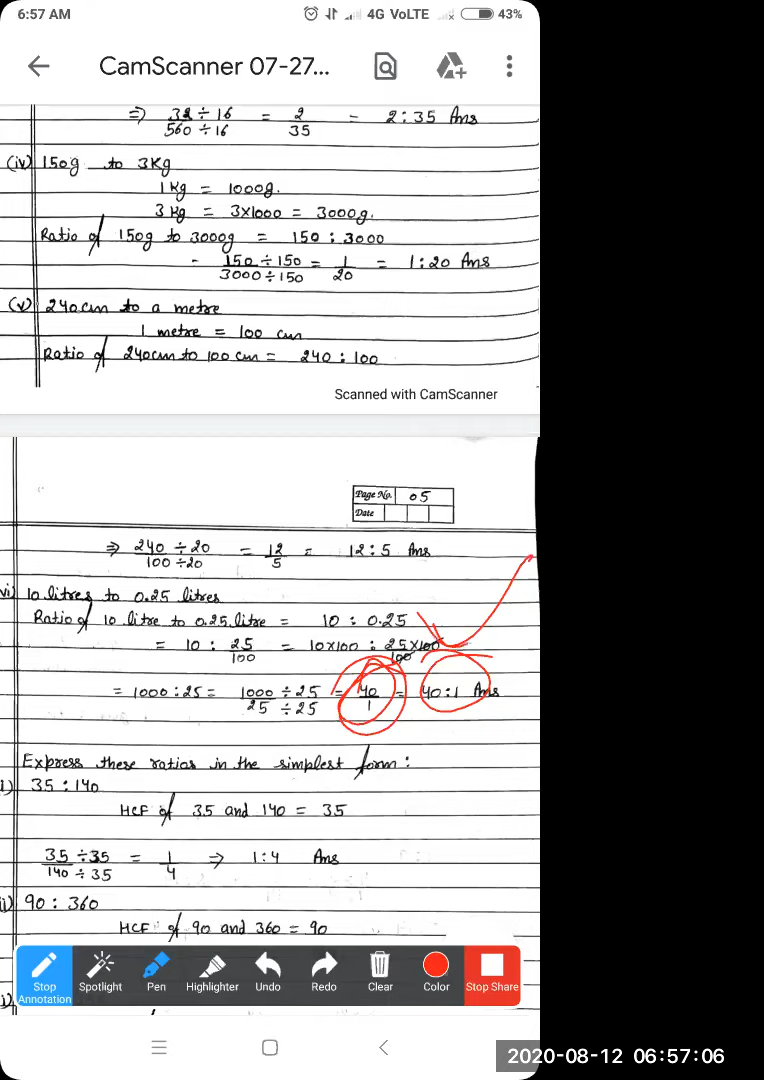 6:57 AM 4G VoLTE 43%
CamScanner 07-27...
⇒ 32 ÷ 16 / 560 ÷ 16 = 2/35 = 2:35 Ans
(iv) 150g to 3Kg
1 Kg = 1000g.
3 Kg = 3×1000 = 3000g.
Ratio of 150g to 3000g = 150 : 3000
- 150 ÷ 150 / 3000 ÷ 150 = 1/20 = 1:20 Ans
(v) 240cm to a metre
1 metre = 100 cm
Ratio of 240cm to 100 cm = 240 : 100
Scanned with CamScanner
Page No. 05
Date
⇒ 240 ÷ 20 / 100 ÷ 20 = 12/5 = 12:5 Ans
vi) 10 litres to 0.25 litres
Ratio of 10 litre to 0.25 litre = 10 : 0.25
= 10 : 25/100 = 10×100 : 25×100/100
= 1000:25 = 1000 ÷ 25 / 25 ÷ 25 = 40/1 = 40:1 Ans
Express these ratios in the simplest form :
i) 35 : 140
HCF of 35 and 140 = 35
35 ÷ 35 / 140 ÷ 35 = 1/4 ⇒ 1:4 Ans
ii) 90 : 360
HCF of 90 and 360 = 90
Stop Annotation Spotlight Pen Highlighter Undo Redo Clear Color Stop Share
2020-08-12 06:57:06